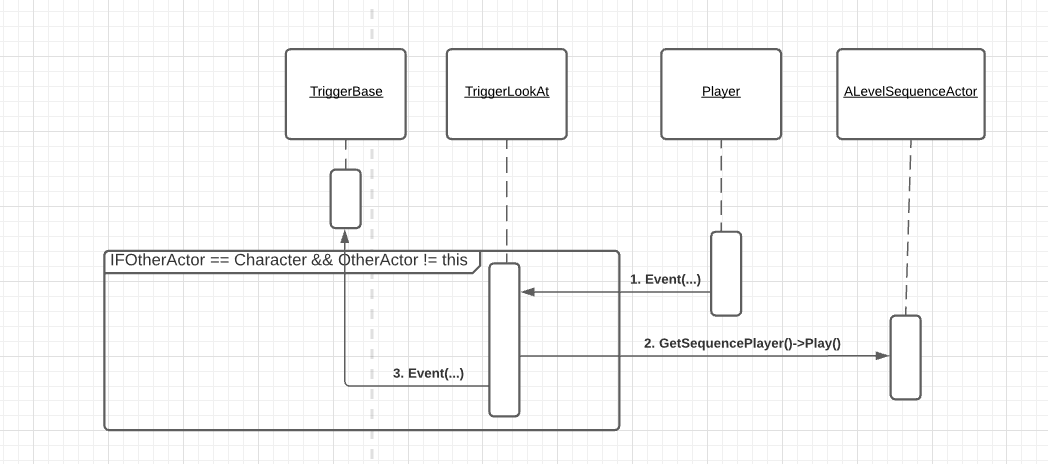 TriggerBase
TriggerLookAt
Player
ALevelSequenceActor
IFOtherActor == Character && OtherActor != this
1. Event(...)
2. GetSequencePlayer()->Play()
3. Event(...)